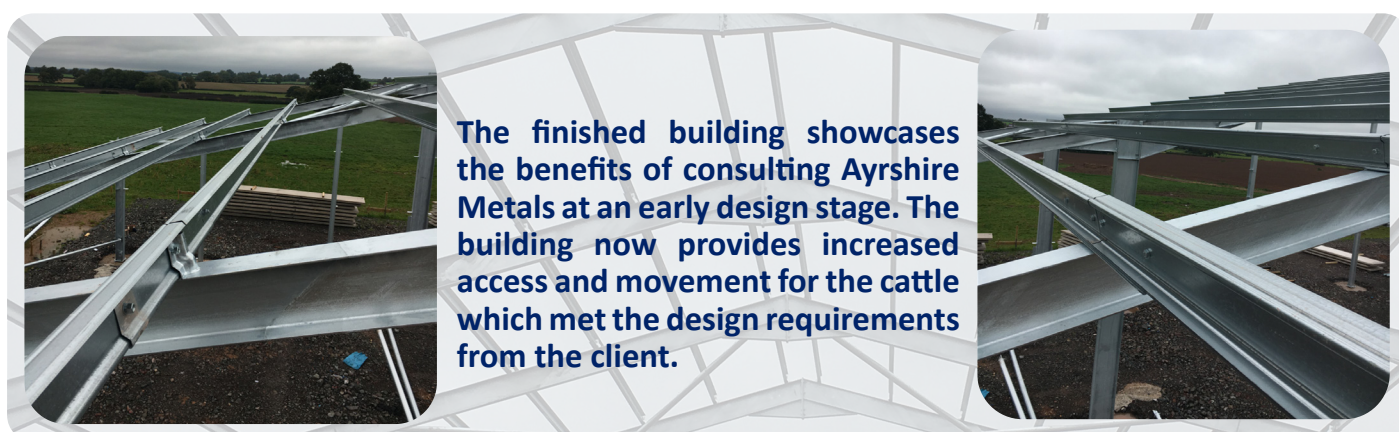 The finished building showcases
the benefits of consulting Ayrshire
Metals at an early design stage. The
building now provides increased
access and movement for the cattle
which met the design requirements
from the client.